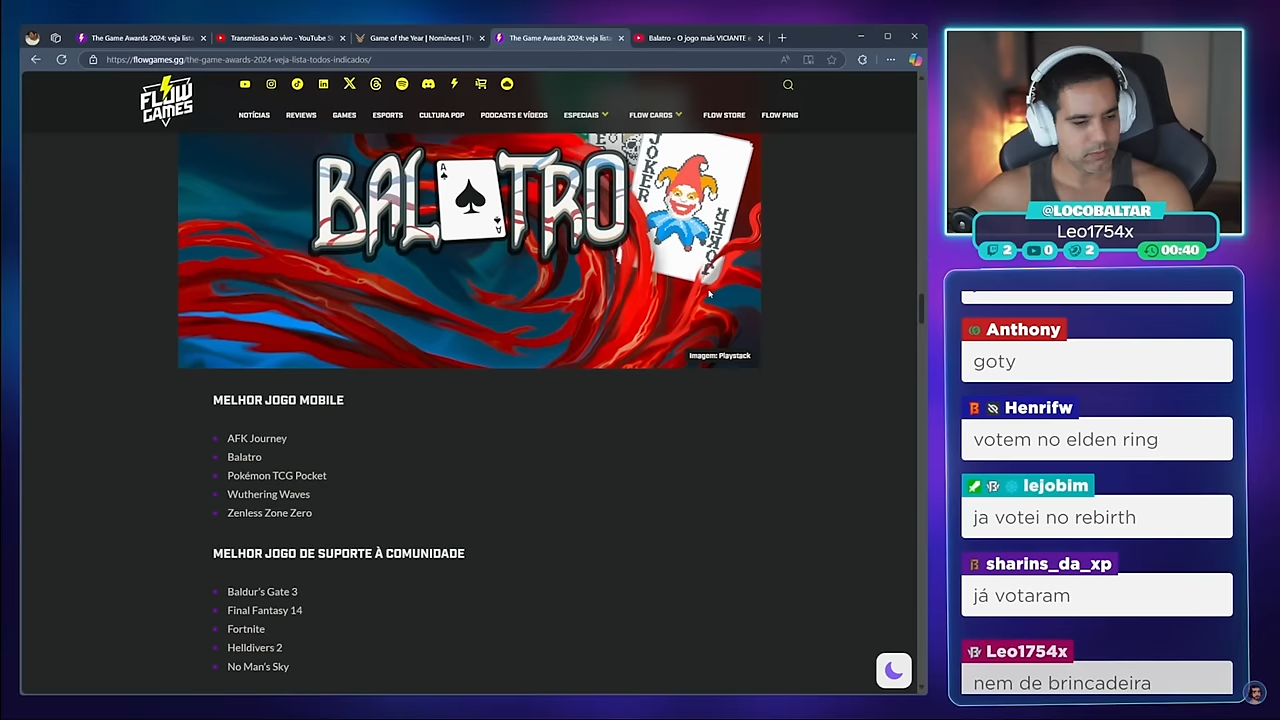 The Game Awards 2024: veja lista
Transmissão ao vivo - YouTube S
Game of the Year | Nominees | Th
The Game Awards 2024: veja lista
Balatro - O jogo mais VICIANTE e
https://flowgames.gg/the-game-awards-2024-veja-lista-todos-indicados/
FLOW GAMES
NOTÍCIAS REVIEWS GAMES ESPORTS CULTURA POP PODCASTS E VÍDEOS ESPECIAIS FLOW CARDS FLOW STORE FLOW PING
BALATRO
A
A
JOKER
JOKER
Imagem: Playstack
MELHOR JOGO MOBILE
AFK Journey
Balatro
Pokémon TCG Pocket
Wuthering Waves
Zenless Zone Zero
MELHOR JOGO DE SUPORTE À COMUNIDADE
Baldur's Gate 3
Final Fantasy 14
Fortnite
Helldivers 2
No Man's Sky
@LOCOBALTAR
Leo1754x
2 0 2 00:40
Anthony
goty
Henrifw
votem no elden ring
lejobim
ja votei no rebirth
sharins_da_xp
já votaram
Leo1754x
nem de brincadeira